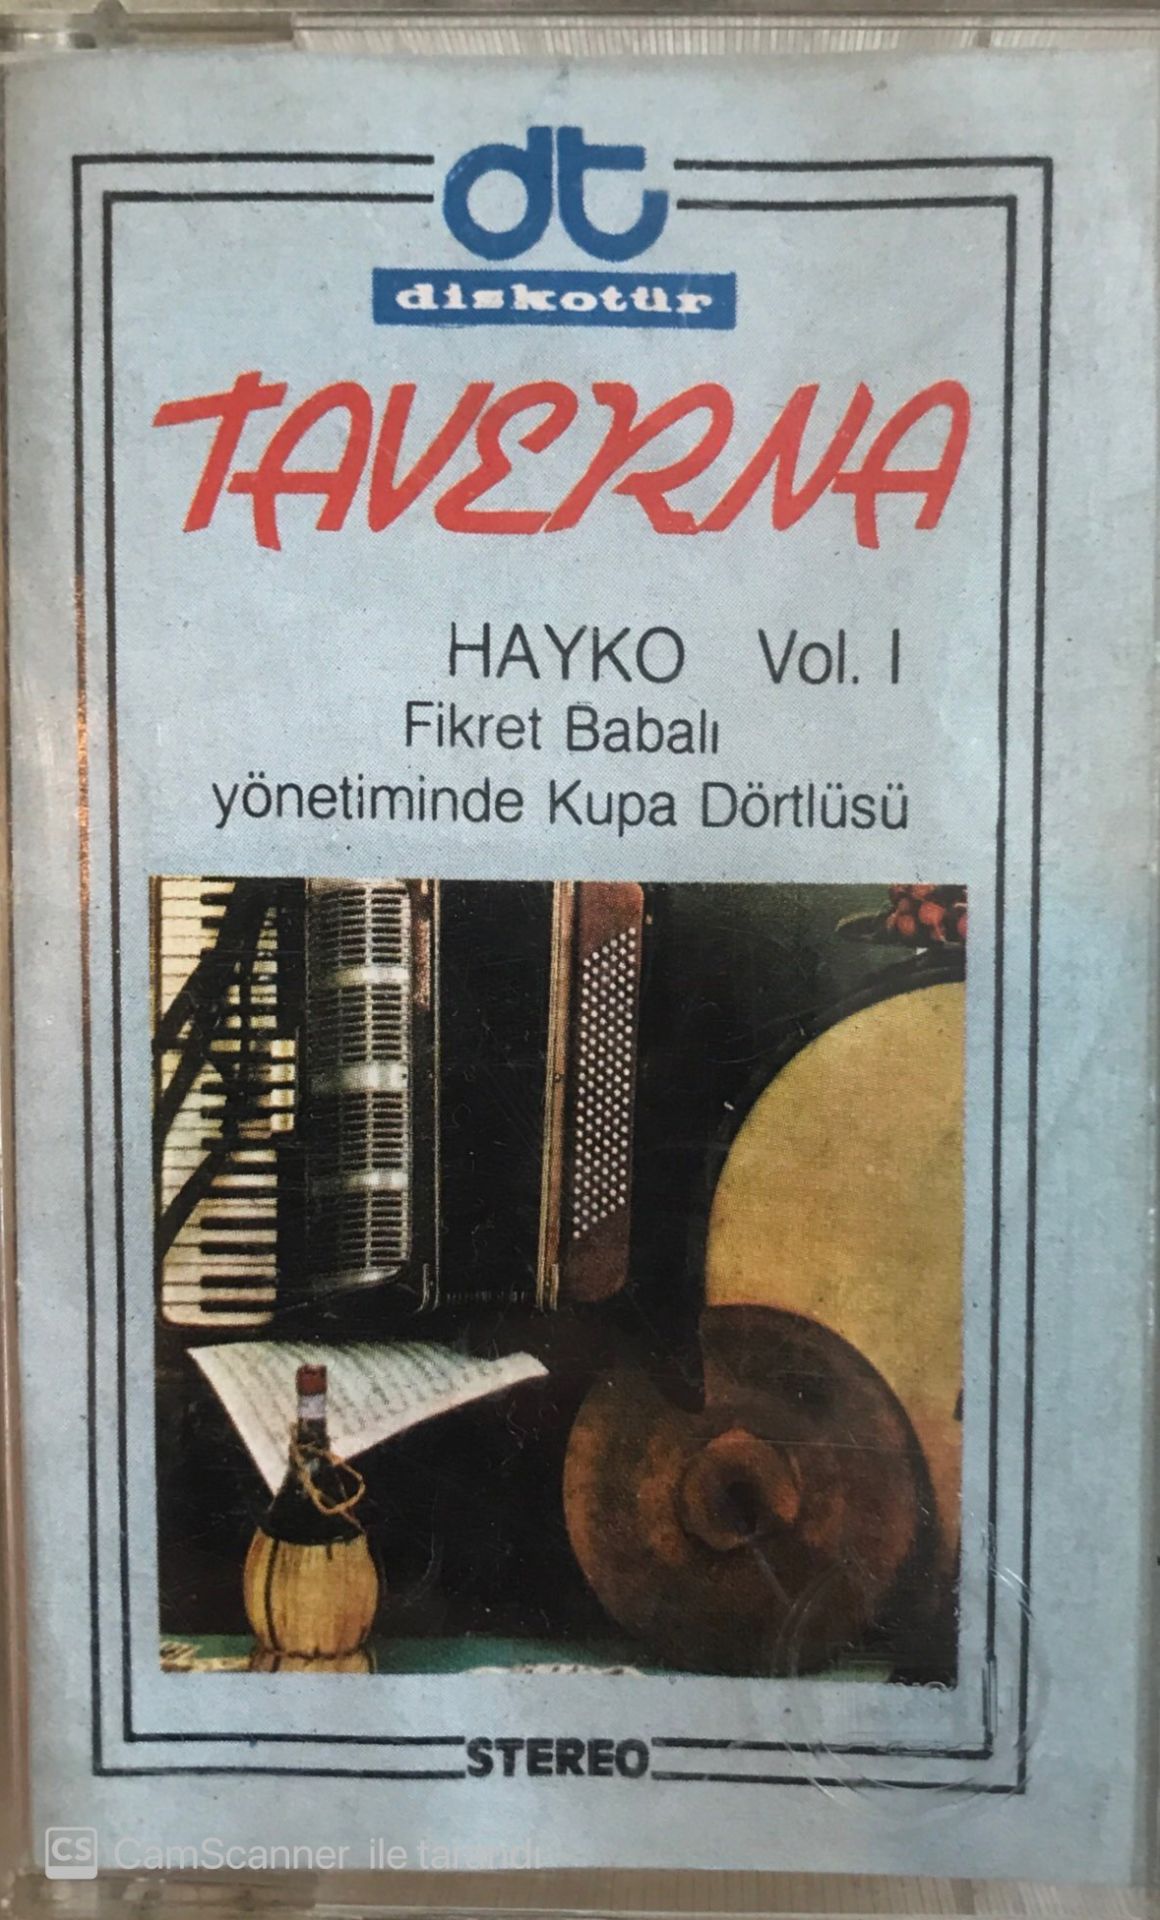 dt
diskotür
TAVERNA
HAYKO Vol. I
Fikret Babalı
yönetiminde Kupa Dörtlüsü
STEREO
CS CamScanner ile tarandı